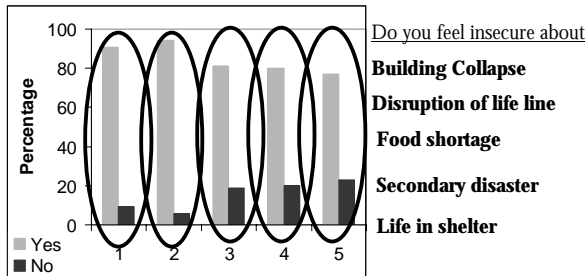 Percentage
100
80
60
40
20
0
1 2 3 4 5
Yes
No
Do you feel insecure about
Building Collapse
Disruption of life line
Food shortage
Secondary disaster
Life in shelter